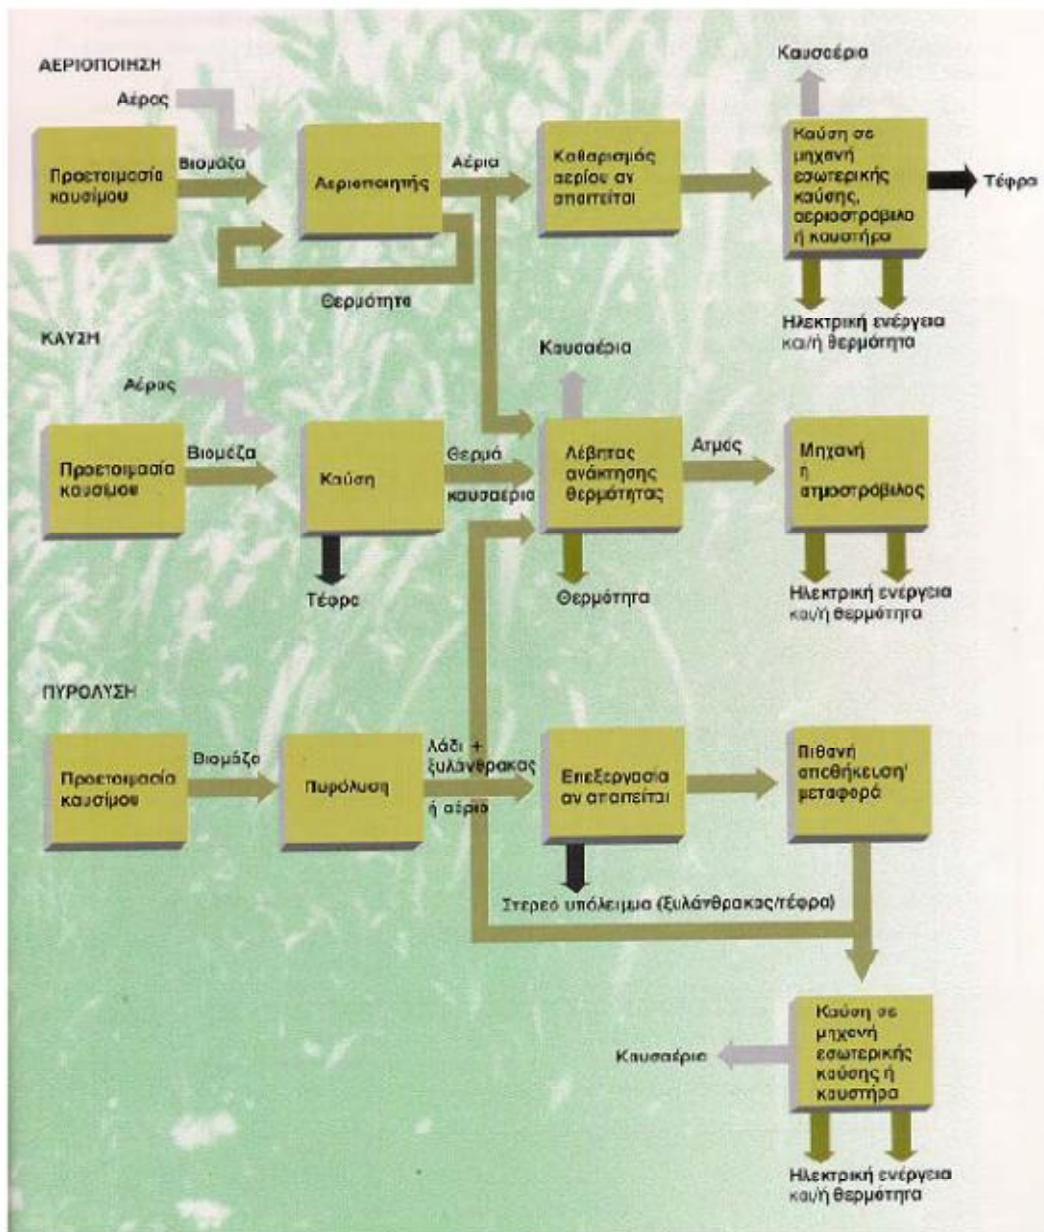 ΑΕΡΙΟΠΟΙΗΣΗ
Αέρας
Προετοιμασία
καυσίμου
Βιομάζα
Αεριοποιητής
Αέρια
Θερμότητα
Καθαρισμός
αερίου αν
απαιτείται
Καυσαέρια
Καύση σε
μηχανή
εσωτερικής
καύσης,
αεριοστρόβιλο
ή καυστήρα
Τέφρα
Ηλεκτρική ενέργεια
και/ή θερμότητα
ΚΑΥΣΗ
Αέρας
Προετοιμασία
καυσίμου
Βιομάζα
Καύση
Τέφρα
Θερμά
καυσαέρια
Καυσαέρια
Λέβητας
ανάκτησης
θερμότητας
Θερμότητα
Ατμός
Μηχανή
ή
ατμοστρόβιλος
Ηλεκτρική ενέργεια
και/ή θερμότητα
ΠΥΡΟΛΥΣΗ
Προετοιμασία
καυσίμου
Βιομάζα
Πυρόλυση
λάδι +
ξυλάνθρακας
ή αέριο
Επεξεργασία
αν απαιτείται
Στερεό υπόλειμμα (ξυλάνθρακας/τέφρα)
Πιθανή
αποθήκευση/
μεταφορά
Καύση σε
μηχανή
εσωτερικής
καύσης ή
καυστήρα
Καυσαέρια
Ηλεκτρική ενέργεια
και/ή θερμότητα